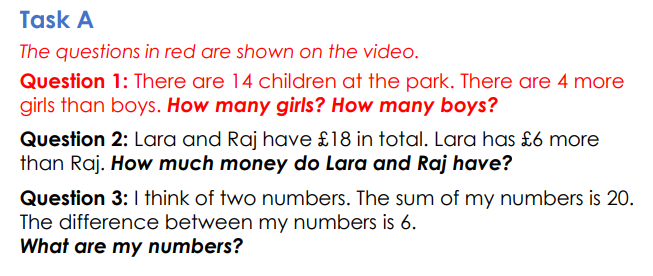 Task A
The questions in red are shown on the video.
Question 1: There are 14 children at the park. There are 4 more
girls than boys. How many girls? How many boys?
Question 2: Lara and Raj have £18 in total. Lara has £6 more
than Raj. How much money do Lara and Raj have?
Question 3: I think of two numbers. The sum of my numbers is 20.
The difference between my numbers is 6.
What are my numbers?